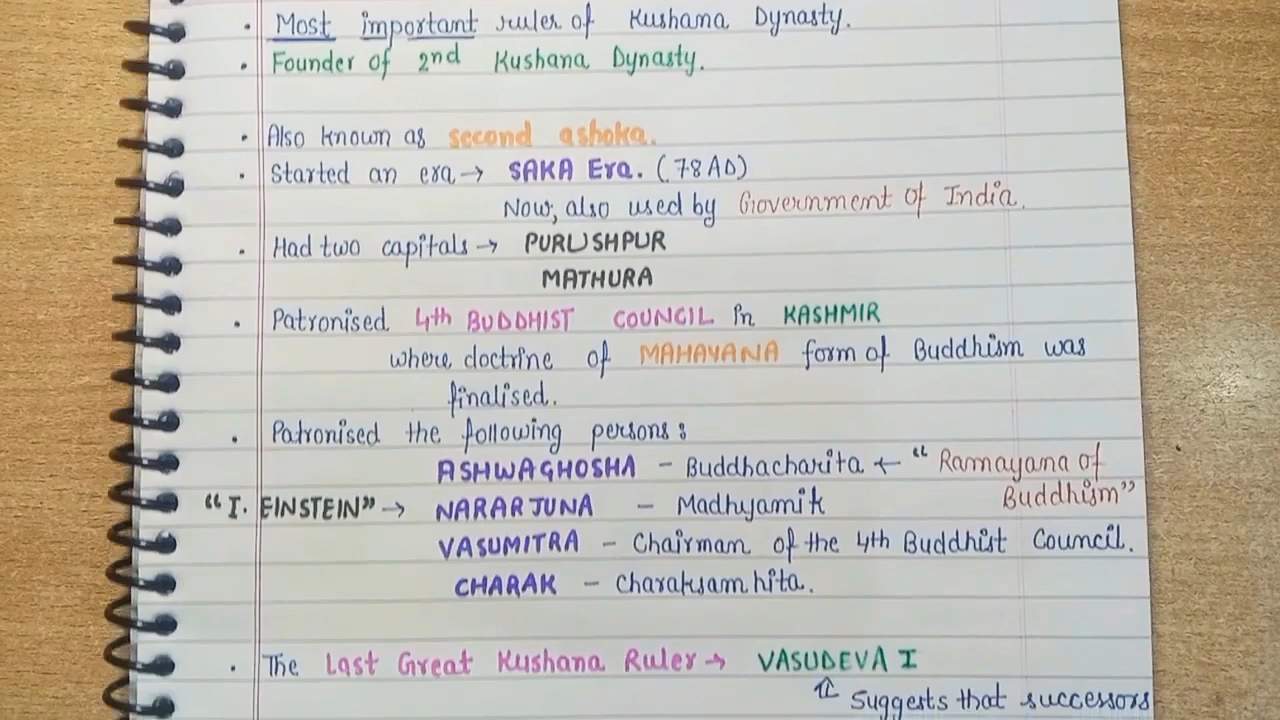 • Most important ruler of Kushana Dynasty.
• Founder of 2nd Kushana Dynasty.
• Also known as second ashoka.
• Started an era → SAKA Era. (78 AD)
Now, also used by Government of India.
• Had two capitals → PURUSHPUR
MATHURA
• Patronised 4th BUDDHIST COUNCIL in KASHMIR
where doctrine of MAHAYANA form of Buddhism was
finalised.
• Patronised the following persons :
ASHWAGHOSHA – Buddhacharita ← "Ramayana of
Buddhism"
"I. EINSTEIN" → NARARJUNA – Madhyamik
VASUMITRA – Chairmam of the 4th Buddhist Council.
CHARAK – Charaksamhita.
• The Last Great Kushana Ruler → VASUDEVA I
⇑ Suggests that successors